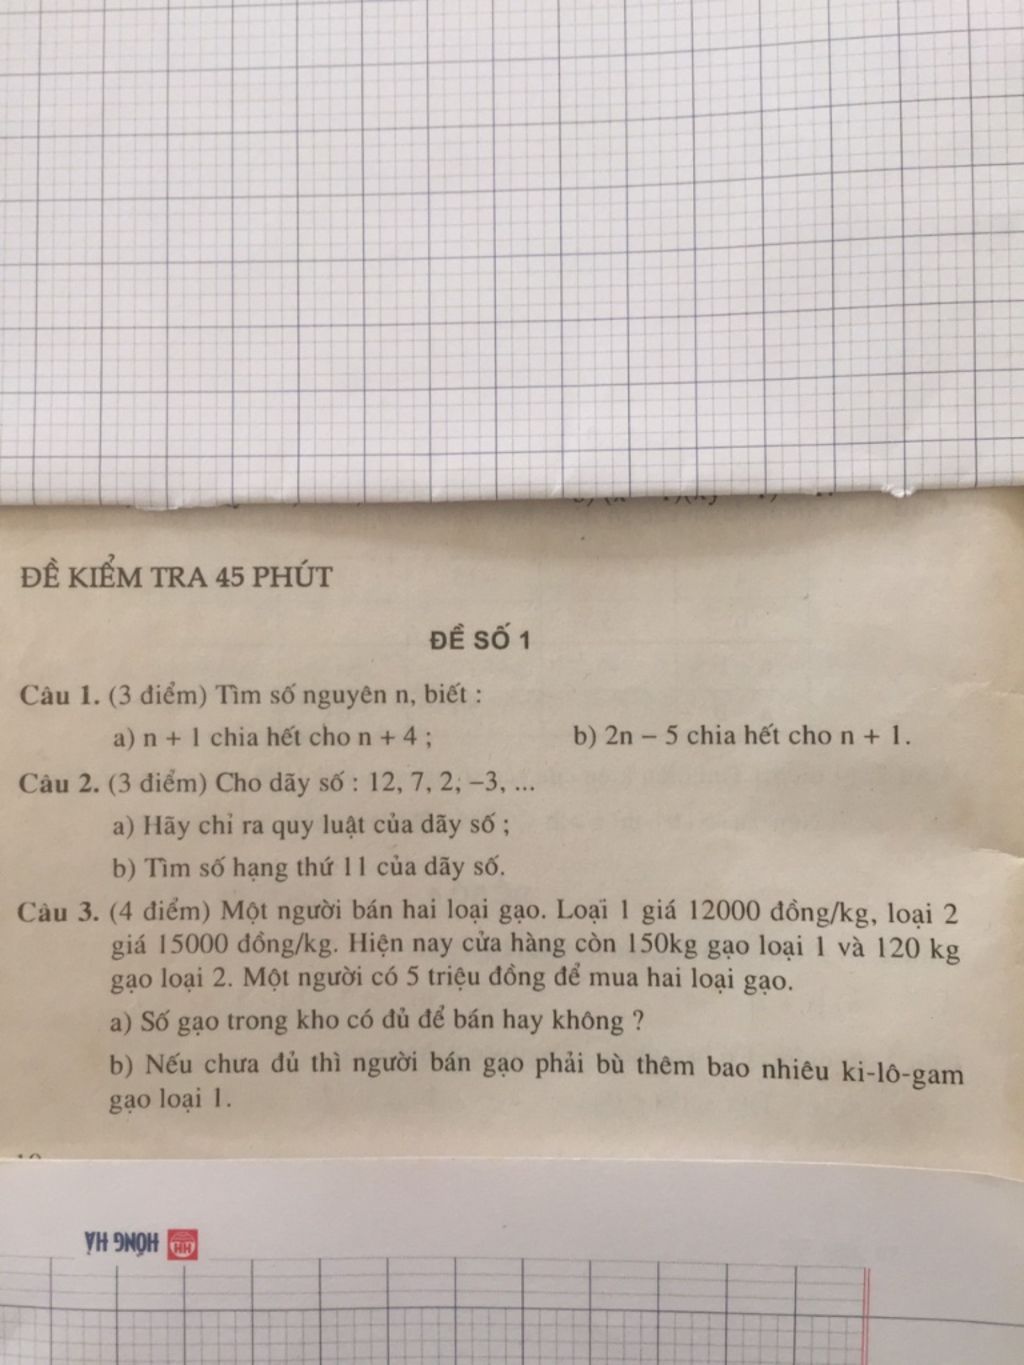 ĐỀ KIỂM TRA 45 PHÚT
ĐỀ SỐ 1
Câu 1. (3 điểm) Tìm số nguyên n, biết :
a) n + 1 chia hết cho n + 4 ;
b) 2n – 5 chia hết cho n + 1.
Câu 2. (3 điểm) Cho dãy số : 12, 7, 2, –3, ...
a) Hãy chỉ ra quy luật của dãy số ;
b) Tìm số hạng thứ 11 của dãy số.
Câu 3. (4 điểm) Một người bán hai loại gạo. Loại 1 giá 12000 đồng/kg, loại 2
giá 15000 đồng/kg. Hiện nay cửa hàng còn 150kg gạo loại 1 và 120 kg
gạo loại 2. Một người có 5 triệu đồng để mua hai loại gạo.
a) Số gạo trong kho có đủ để bán hay không ?
b) Nếu chưa đủ thì người bán gạo phải bù thêm bao nhiêu ki-lô-gam
gạo loại 1.
HỒNG HÀ